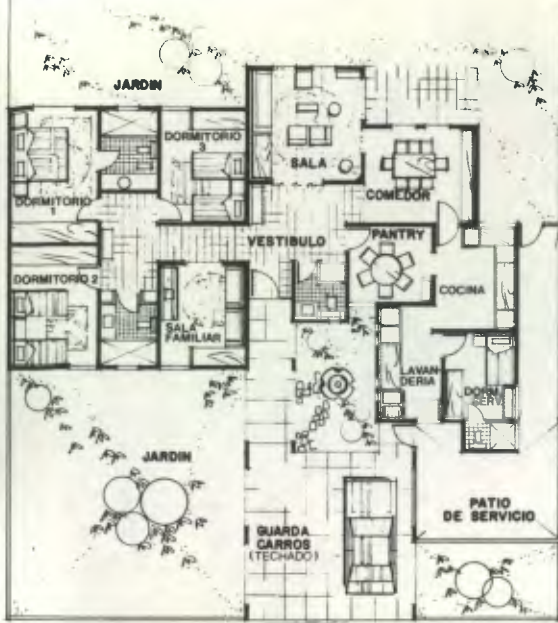 JARDIN
DORMITORIO
3
SALA
DORMITORIO
1
COMEDOR
VESTIBULO
PANTRY
DORMITORIO 2
COCINA
SALA
FAMILIAR
LAVAN-
DERIA
DORM.
SERV.
JARDIN
PATIO
DE SERVICIO
GUARDA
CARROS
(TECHADO)